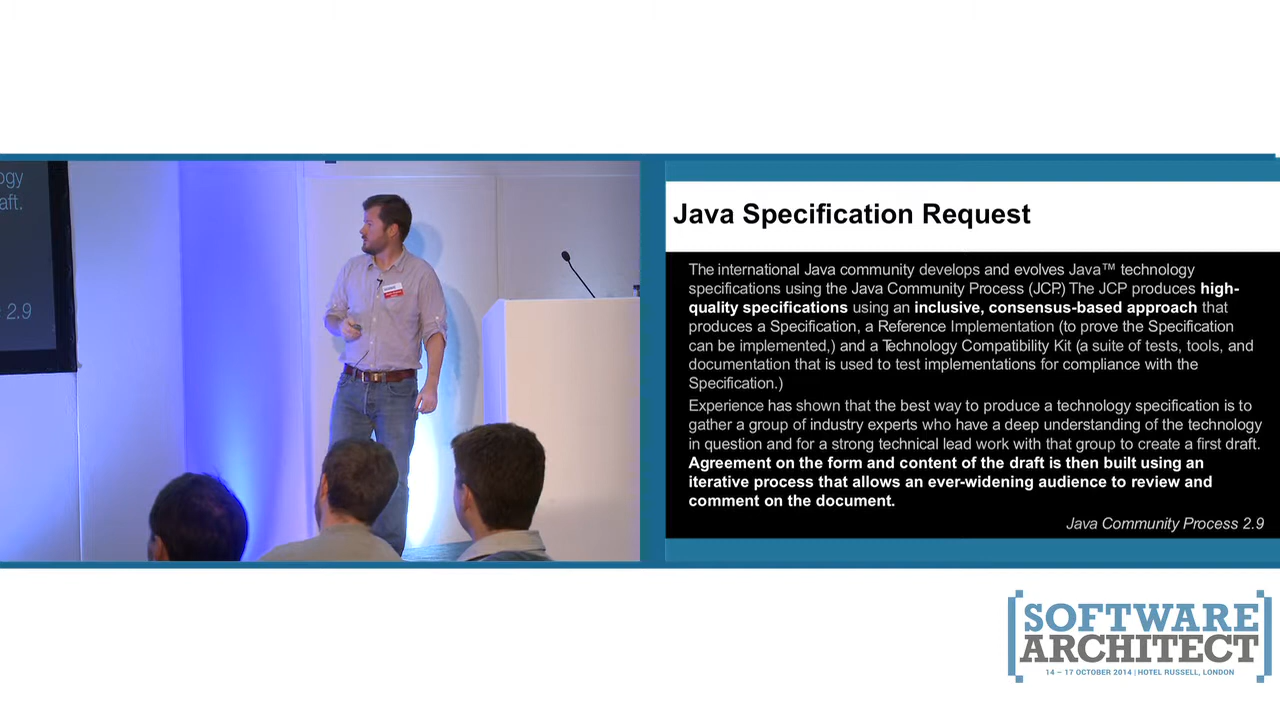 ogy
aft.
2.9
Java Specification Request
The international Java community develops and evolves Java™ technology
specifications using the Java Community Process (JCP.) The JCP produces high-
quality specifications using an inclusive, consensus-based approach that
produces a Specification, a Reference Implementation (to prove the Specification
can be implemented,) and a Technology Compatibility Kit (a suite of tests, tools, and
documentation that is used to test implementations for compliance with the
Specification.)
Experience has shown that the best way to produce a technology specification is to
gather a group of industry experts who have a deep understanding of the technology
in question and for a strong technical lead work with that group to create a first draft.
Agreement on the form and content of the draft is then built using an
iterative process that allows an ever-widening audience to review and
comment on the document.
Java Community Process 2.9
[SOFTWARE
ARCHITECT]
14 – 17 OCTOBER 2014 | HOTEL RUSSELL, LONDON